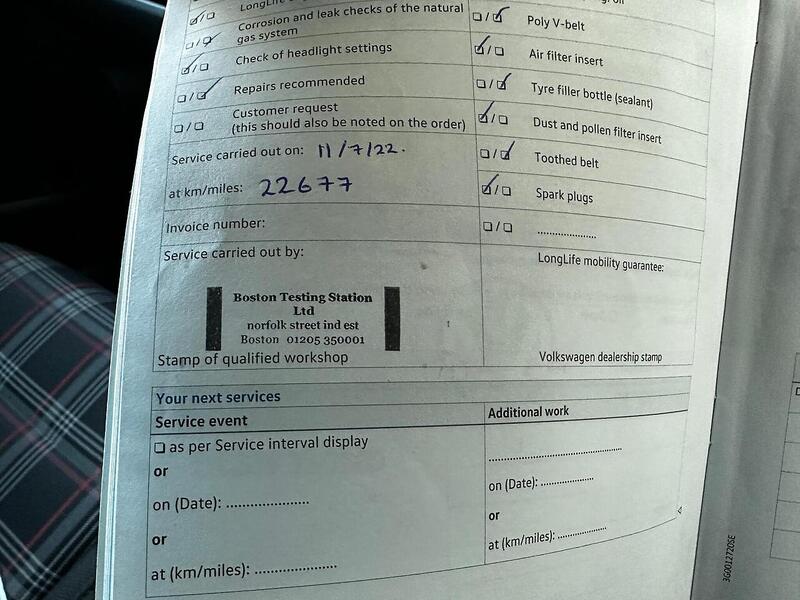 Corrosion and leak checks of the natural
gas system
Check of headlight settings
Repairs recommended
Customer request
(this should also be noted on the order)
Service carried out on: 11/7/22.
at km/miles: 22677
Invoice number:
Service carried out by:
Boston Testing Station
Ltd
norfolk street ind est
Boston 01205 350001
Stamp of qualified workshop
Poly V-belt
Air filter insert
Tyre filler bottle (sealant)
Dust and pollen filter insert
Toothed belt
Spark plugs
....................
LongLife mobility guarantee:
Volkswagen dealership stamp
Your next services
Service event
as per Service interval display
or
on (Date): .....................
or
at (km/miles): .....................
Additional work
.....................................
on (Date): ...............
or
at (km/miles): ..............
3G0012720SE